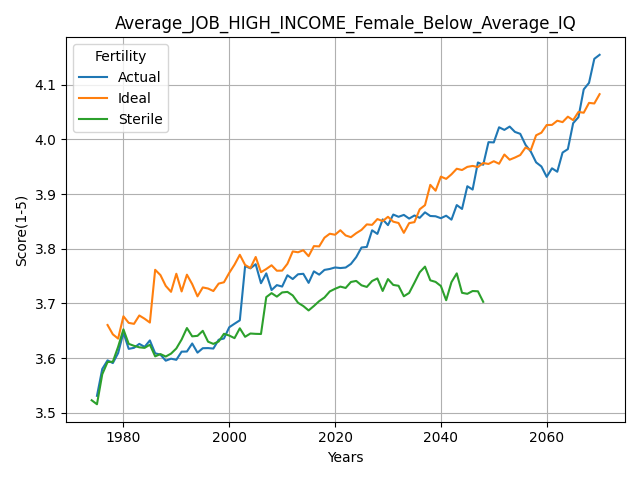 Average_JOB_HIGH_INCOME_Female_Below_Average_IQ
Fertility
Actual
Ideal
Sterile
Score(1-5)
4.1
4.0
3.9
3.8
3.7
3.6
3.5
1980 2000 2020 2040 2060
Years